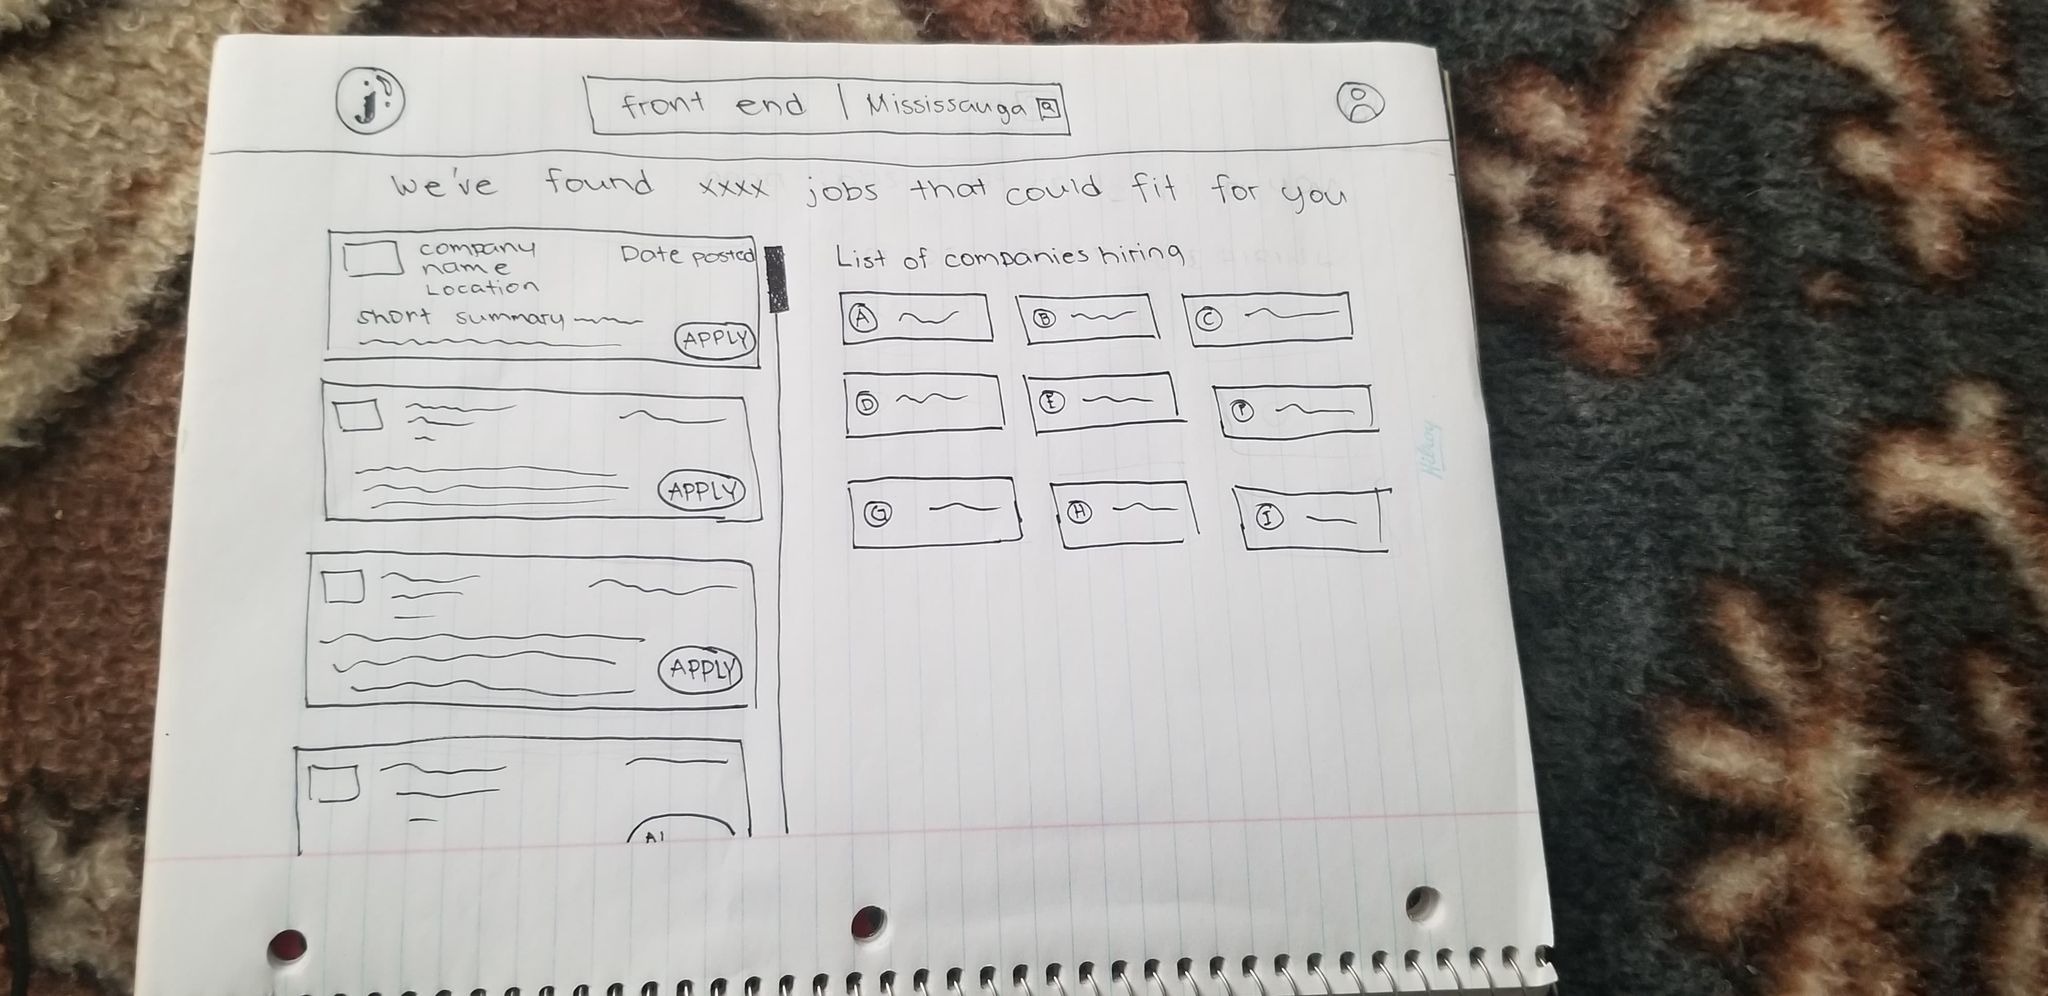 j!
front end | Mississauga
we've found xxxx jobs that could fit for you
company
name
Location
Date posted
short summary
APPLY
APPLY
APPLY
List of companies hiring
A
B
C
D
E
F
G
H
I
Hilroy